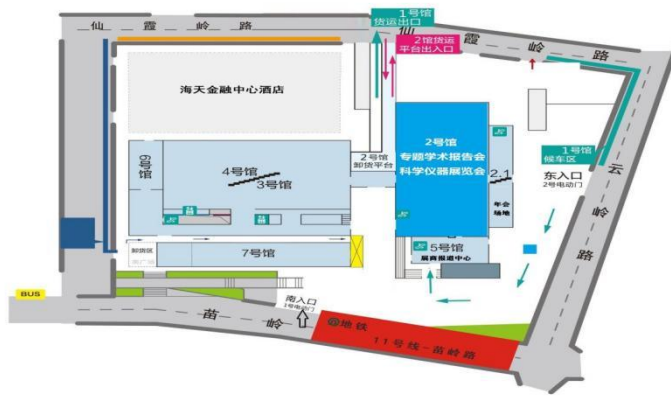 仙霞岭路
1号馆
货运出口
仙霞岭路
2馆货运
平台出入口
海天金融中心酒店
2号馆
专题学术报告会
科学仪器展览会
1号馆
候车区
2号馆
卸货平台
6号馆
4号馆
3号馆
2.1
年会
场地
东入口
2号电动门
云岭路
卸货区
7号馆
5号馆
展商报道中心
BUS
南入口
1号电动门
苗岭路
@地铁
11号线-苗岭路